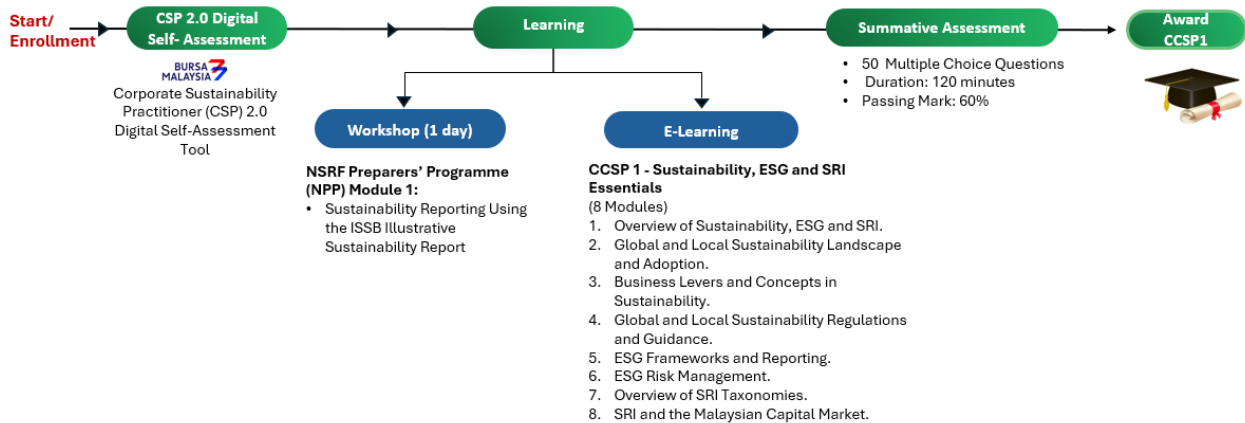 Start/
Enrollment
CSP 2.0 Digital
Self- Assessment
BURSA
MALAYSIA
Corporate Sustainability
Practitioner (CSP) 2.0
Digital Self-Assessment
Tool
Learning
Workshop (1 day)
NSRF Preparers’ Programme
(NPP) Module 1:
• Sustainability Reporting Using
the ISSB Illustrative
Sustainability Report
E-Learning
CCSP 1 - Sustainability, ESG and SRI
Essentials
(8 Modules)
1. Overview of Sustainability, ESG and SRI.
2. Global and Local Sustainability Landscape
and Adoption.
3. Business Levers and Concepts in
Sustainability.
4. Global and Local Sustainability Regulations
and Guidance.
5. ESG Frameworks and Reporting.
6. ESG Risk Management.
7. Overview of SRI Taxonomies.
8. SRI and the Malaysian Capital Market.
Summative Assessment
• 50 Multiple Choice Questions
• Duration: 120 minutes
• Passing Mark: 60%
Award
CCSP1